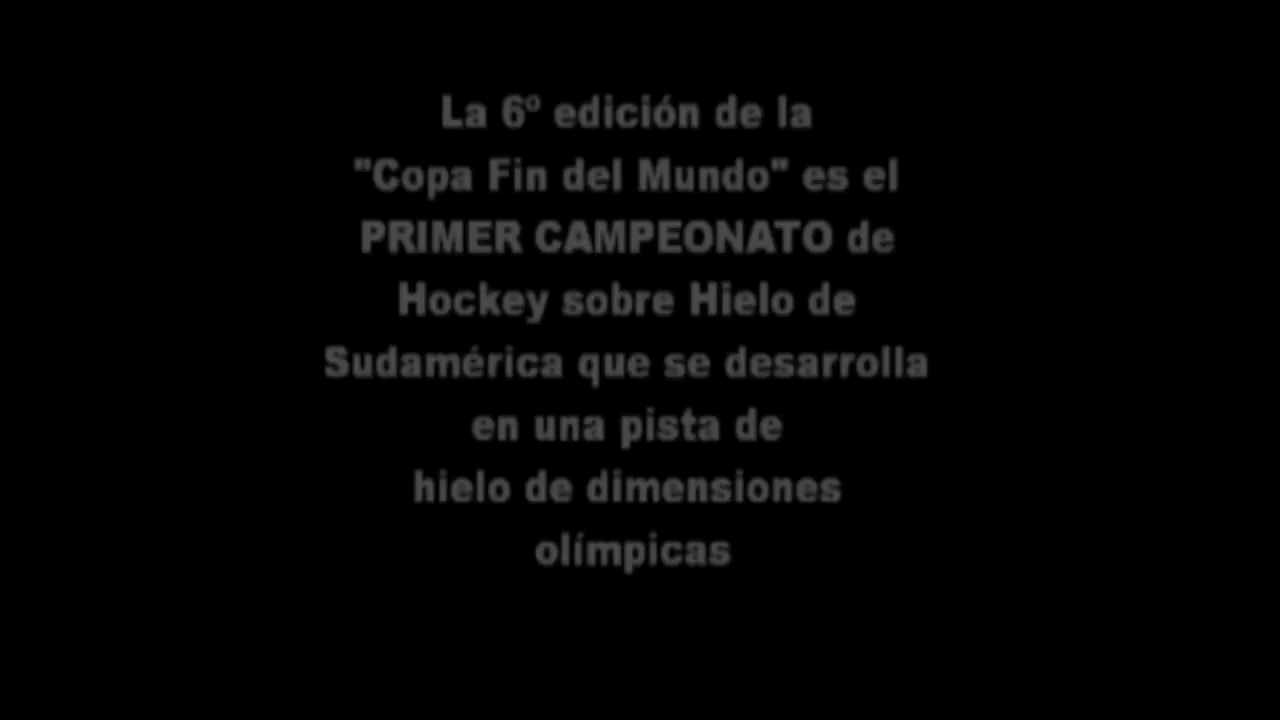 La 6º edición de la
"Copa Fin del Mundo" es el
PRIMER CAMPEONATO de
Hockey sobre Hielo de
Sudamérica que se desarrolla
en una pista de
hielo de dimensiones
olímpicas